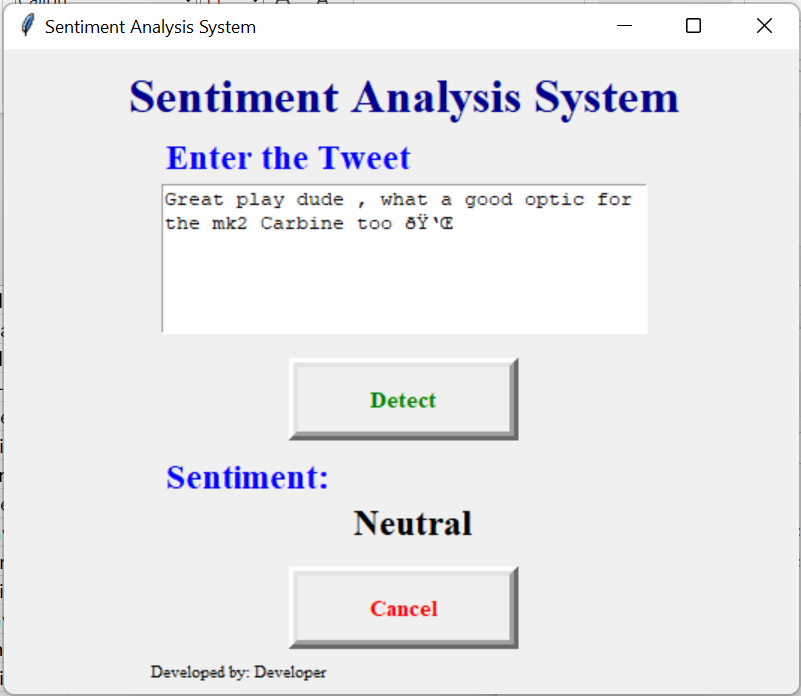 Sentiment Analysis System
Sentiment Analysis System
Enter the Tweet
Great play dude , what a good optic for
the mk2 Carbine too ðŸ‘Œ
Detect
Sentiment:
Neutral
Cancel
Developed by: Developer